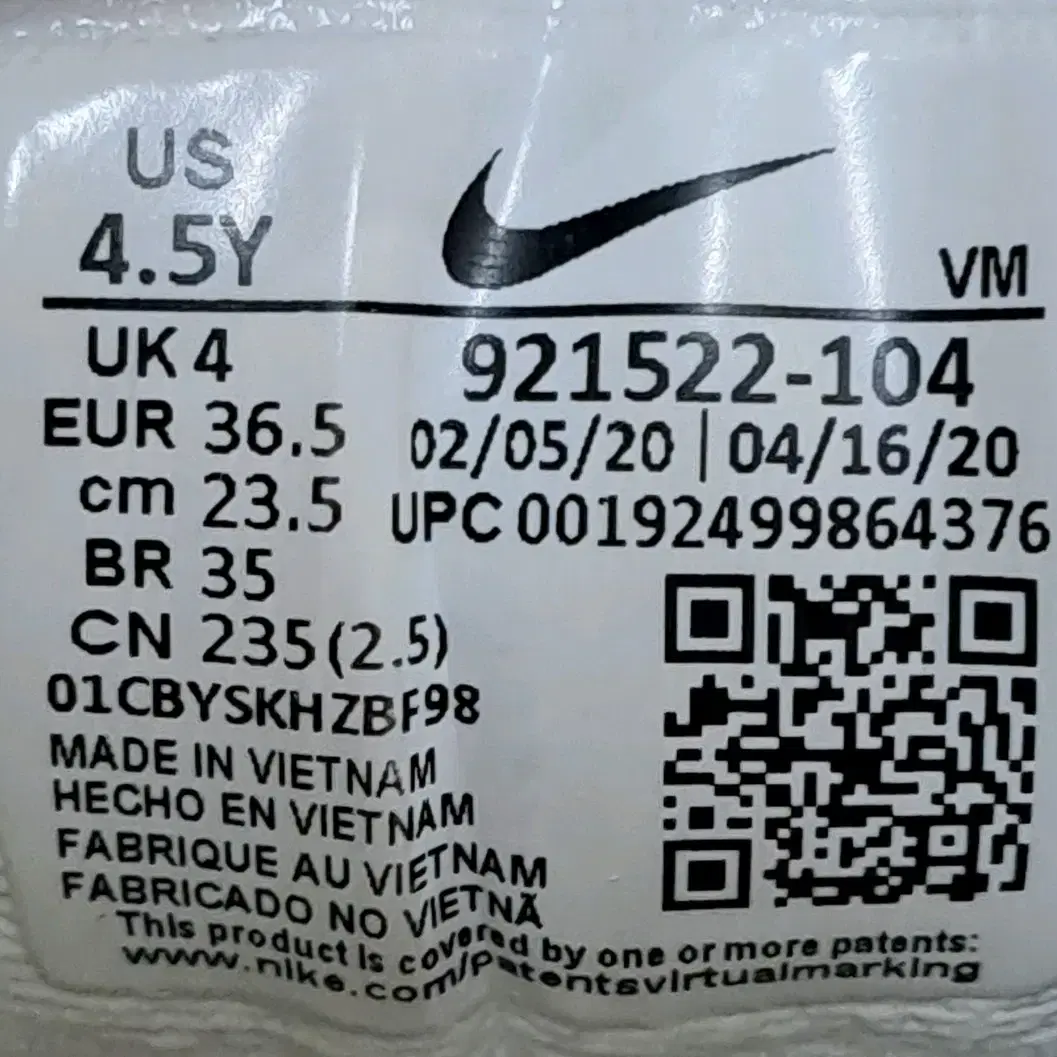 US
4.5Y
VM
UK 4
EUR 36.5
cm 23.5
BR 35
CN 235(2.5)
921522-104
02/05/20 | 04/16/20
UPC 00192499864376
01CBYSKHZBF98
MADE IN VIETNAM
HECHO EN VIETNAM
FABRIQUE AU VIETNAM
FABRICADO NO VIETNÃ
This product is covered by one or more patents:
www.nike.com/patentsvirtualmarking